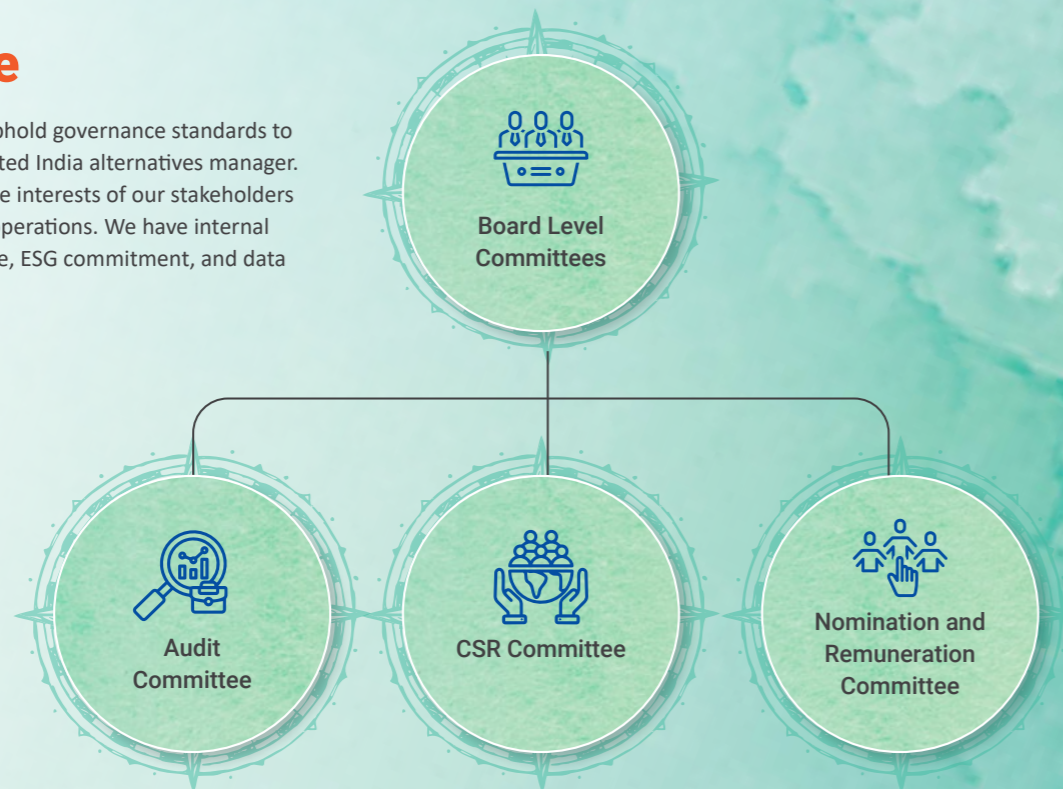 e
phold governance standards to
ted India alternatives manager.
e interests of our stakeholders
perations. We have internal
e, ESG commitment, and data
Board Level
Committees
Audit
Committee
CSR Committee
Nomination and
Remuneration
Committee